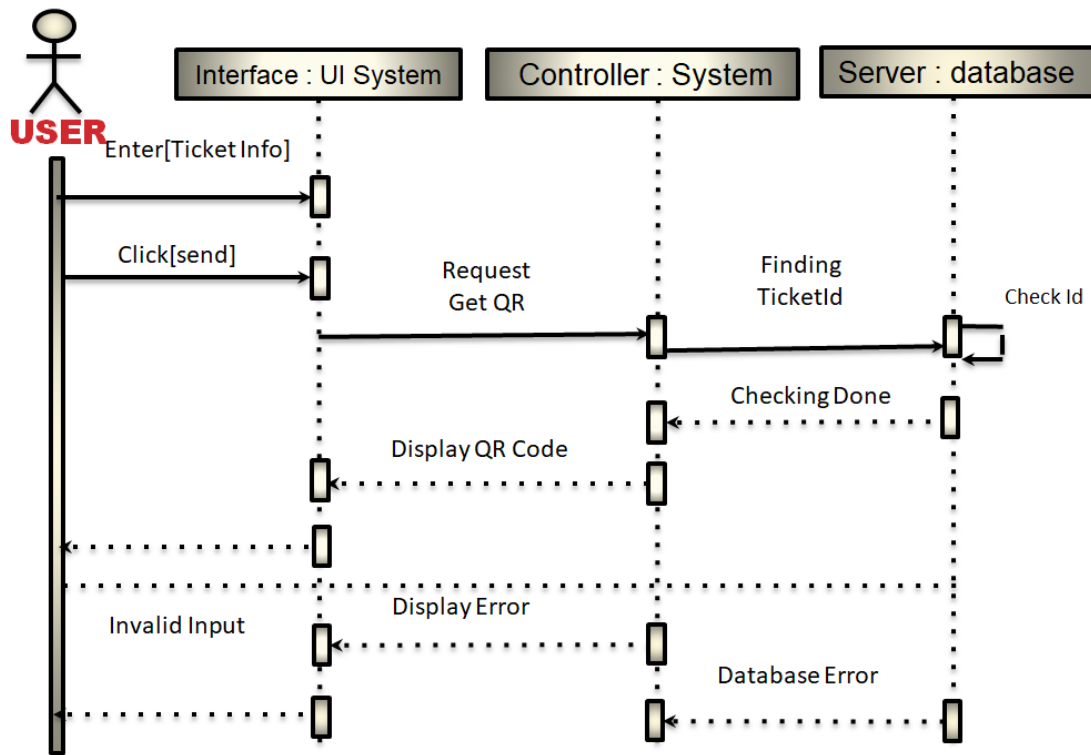 Interface : UI System
Controller : System
Server : database
USER
Enter[Ticket Info]
Click[send]
Request
Get QR
Finding
TicketId
Check Id
Checking Done
Display QR Code
Display Error
Invalid Input
Database Error